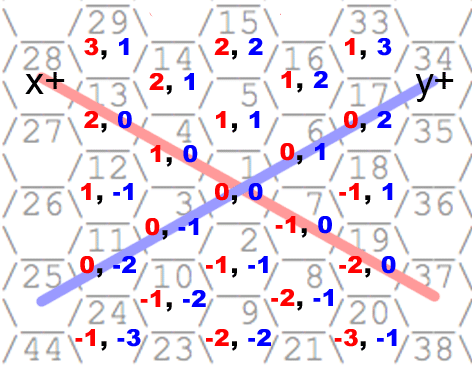 29 15 33
3, 1 2, 2 1, 3
28 14 16 34
x+ 2, 1 1, 2 y+
13 5 17
2, 0 1, 1 0, 2
27 4 6 35
1, 0 0, 1
12 1 18
1, -1 0, 0 -1, 1
26 3 7 36
0, -1 -1, 0
11 2 19
0, -2 -1, -1 -2, 0
25 10 8 37
-1, -2 -2, -1
24 9 20
-1, -3 -2, -2 -3, -1
44 23 21 38